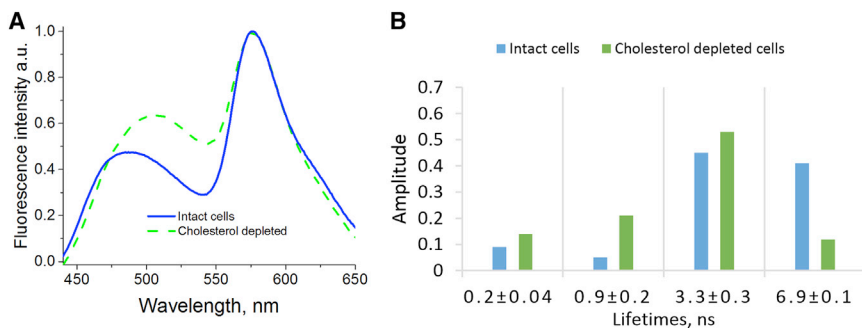 A
Fluorescence intensity a.u.
1.0
0.8
0.6
0.4
0.2
0.0
Intact cells
Cholesterol depleted
450 500 550 600 650
Wavelength, nm
B
Intact cells Cholesterol depleted cells
Amplitude
0.7
0.6
0.5
0.4
0.3
0.2
0.1
0
0.2±0.04 0.9±0.2 3.3±0.3 6.9±0.1
Lifetimes, ns